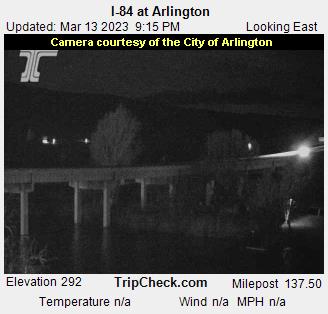 I-84 at Arlington
Updated: Mar 13 2023 9:15 PM Looking East
Camera courtesy of the City of Arlington
Elevation 292 TripCheck.com Milepost 137.50
Temperature n/a Wind n/a MPH n/a